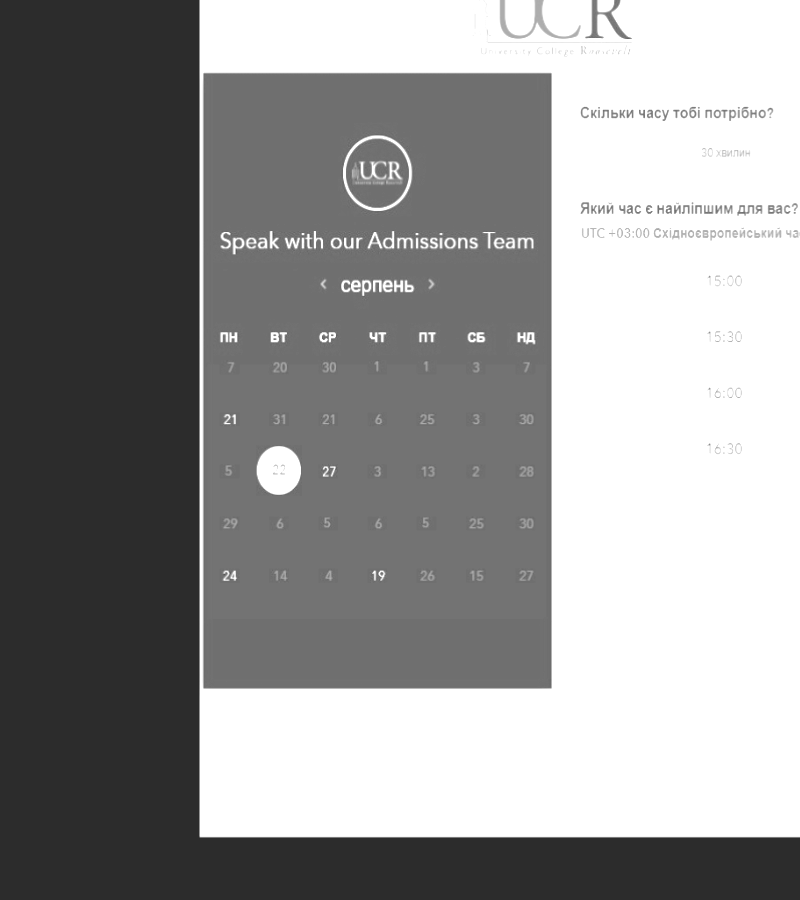 UCR
University College Roosevelt
UCR
Speak with our Admissions Team
‹ серпень ›
ПН ВТ СР ЧТ ПТ СБ НД
7 20 30 1 1 3 7
21 31 21 6 25 3 30
5 22 27 3 13 2 28
29 6 5 6 5 25 30
24 14 4 19 26 15 27
Скільки часу тобі потрібно?
30 хвилин
Який час є найліпшим для вас?
UTC +03:00 Східноєвропейський ча
15:00
15:30
16:00
16:30